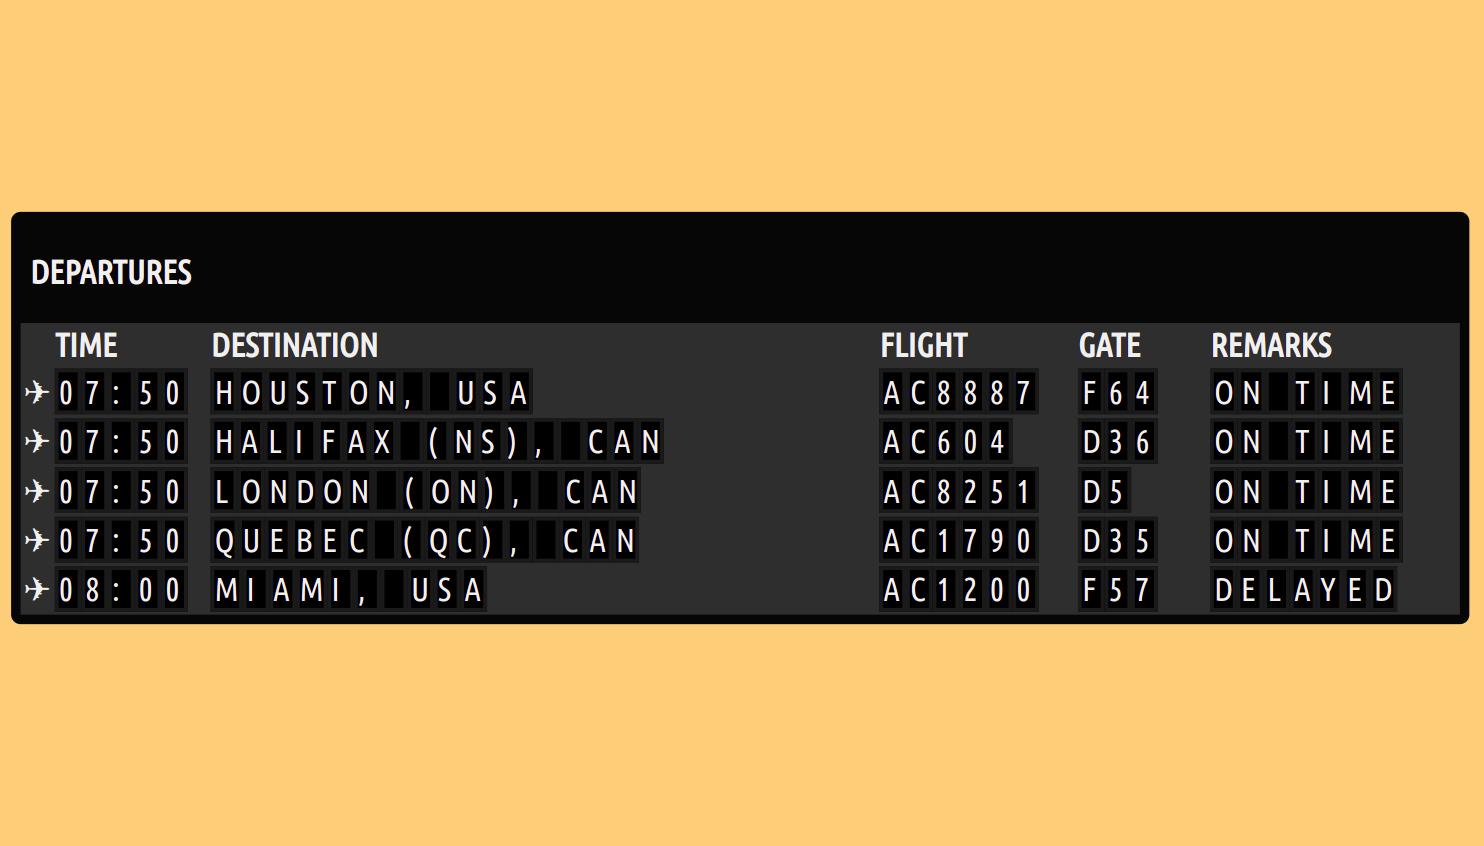 DEPARTURES
TIME DESTINATION FLIGHT GATE REMARKS
✈ 07:50 HOUSTON, USA AC8887 F64 ON TIME
✈ 07:50 HALIFAX (NS), CAN AC604 D36 ON TIME
✈ 07:50 LONDON (ON), CAN AC8251 D5 ON TIME
✈ 07:50 QUEBEC (QC), CAN AC1790 D35 ON TIME
✈ 08:00 MIAMI, USA AC1200 F57 DELAYED